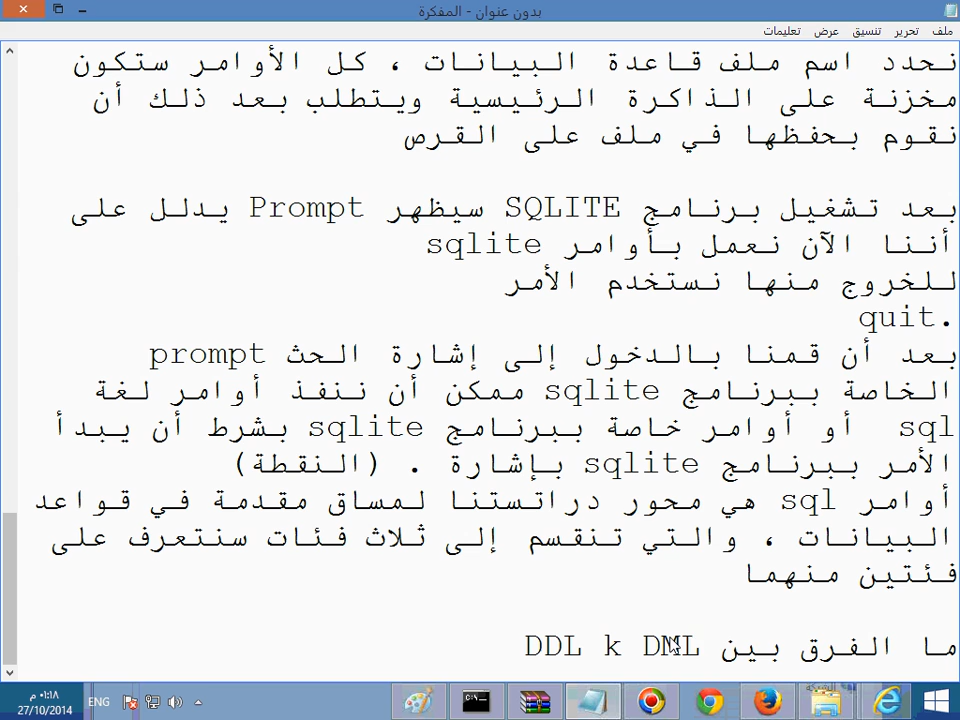 بدون عنوان - المفكرة
ملف تحرير تنسيق عرض تعليمات
نحدد اسم ملف قاعدة البيانات ، كل الأوامر ستكون
مخزنة على الذاكرة الرئيسية ويتطلب بعد ذلك أن
نقوم بحفظها في ملف على القرص
بعد تشغيل برنامج SQLITE سيظهر Prompt يدلل على
أننا الآن نعمل بأوامر sqlite
للخروج منها نستخدم الأمر
.quit
بعد أن قمنا بالدخول إلى إشارة الحث prompt
الخاصة ببرنامج sqlite ممكن أن ننفذ أوامر لغة
sql أو أوامر خاصة ببرنامج sqlite بشرط أن يبدأ
الأمر ببرنامج sqlite بإشارة . (النقطة)
أوامر sql هي محور دراتستنا لمساق مقدمة في قواعد
البيانات ، والتي تنقسم إلى ثلاث فئات سنتعرف على
فئتين منهما
ما الفرق بين DDL k DML
ENG
٠١:١٨ م
27/10/2014